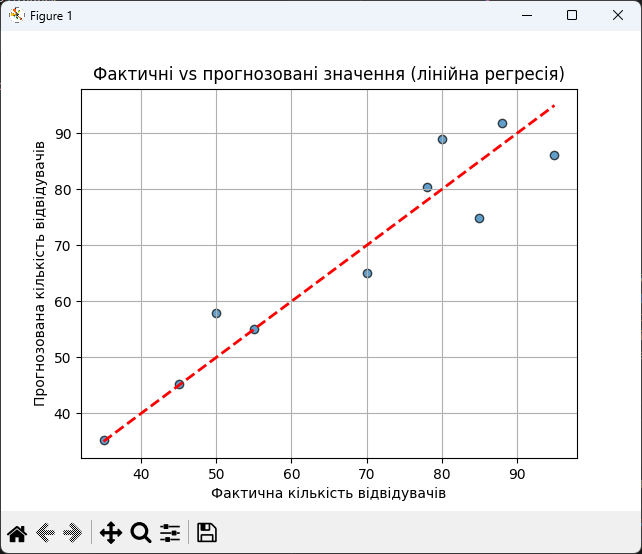 Figure 1
Фактичні vs прогнозовані значення (лінійна регресія)
Прогнозована кількість відвідувачів
90
80
70
60
50
40
40 50 60 70 80 90
Фактична кількість відвідувачів